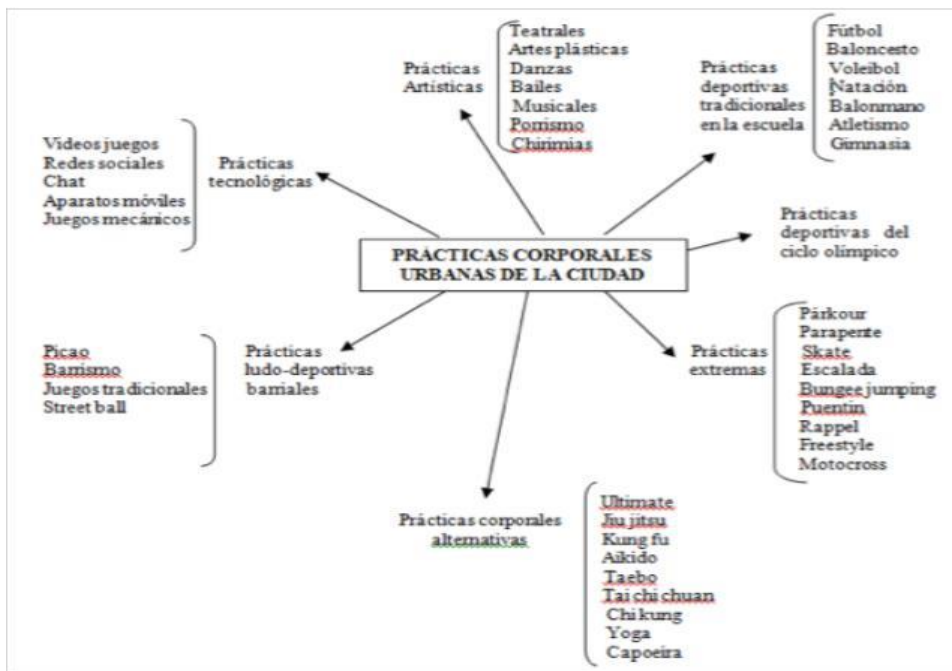 Prácticas
Artísticas
Teatrales
Artes plásticas
Danzas
Bailes
Musicales
Porrismo
Chirimias
Prácticas
deportivas
tradicionales
en la escuela
Fútbol
Baloncesto
Voleibol
Natación
Balonmano
Atletismo
Gimnasia
Videos juegos
Redes sociales
Chat
Aparatos móviles
Juegos mecánicos
Prácticas
tecnológicas
Prácticas
deportivas del
ciclo olímpico
PRÁCTICAS CORPORALES
URBANAS DE LA CIUDAD
Picao
Barrismo
Juegos tradicionales
Street ball
Prácticas
ludo-deportivas
barriales
Prácticas
extremas
Párkour
Parapente
Skate
Escalada
Bungee jumping
Puentin
Rappel
Freestyle
Motocross
Prácticas corporales
alternativas
Ultimate
Jiu jitsu
Kung fu
Aikido
Taebo
Tai chi chuan
Chi kung
Yoga
Capoeira